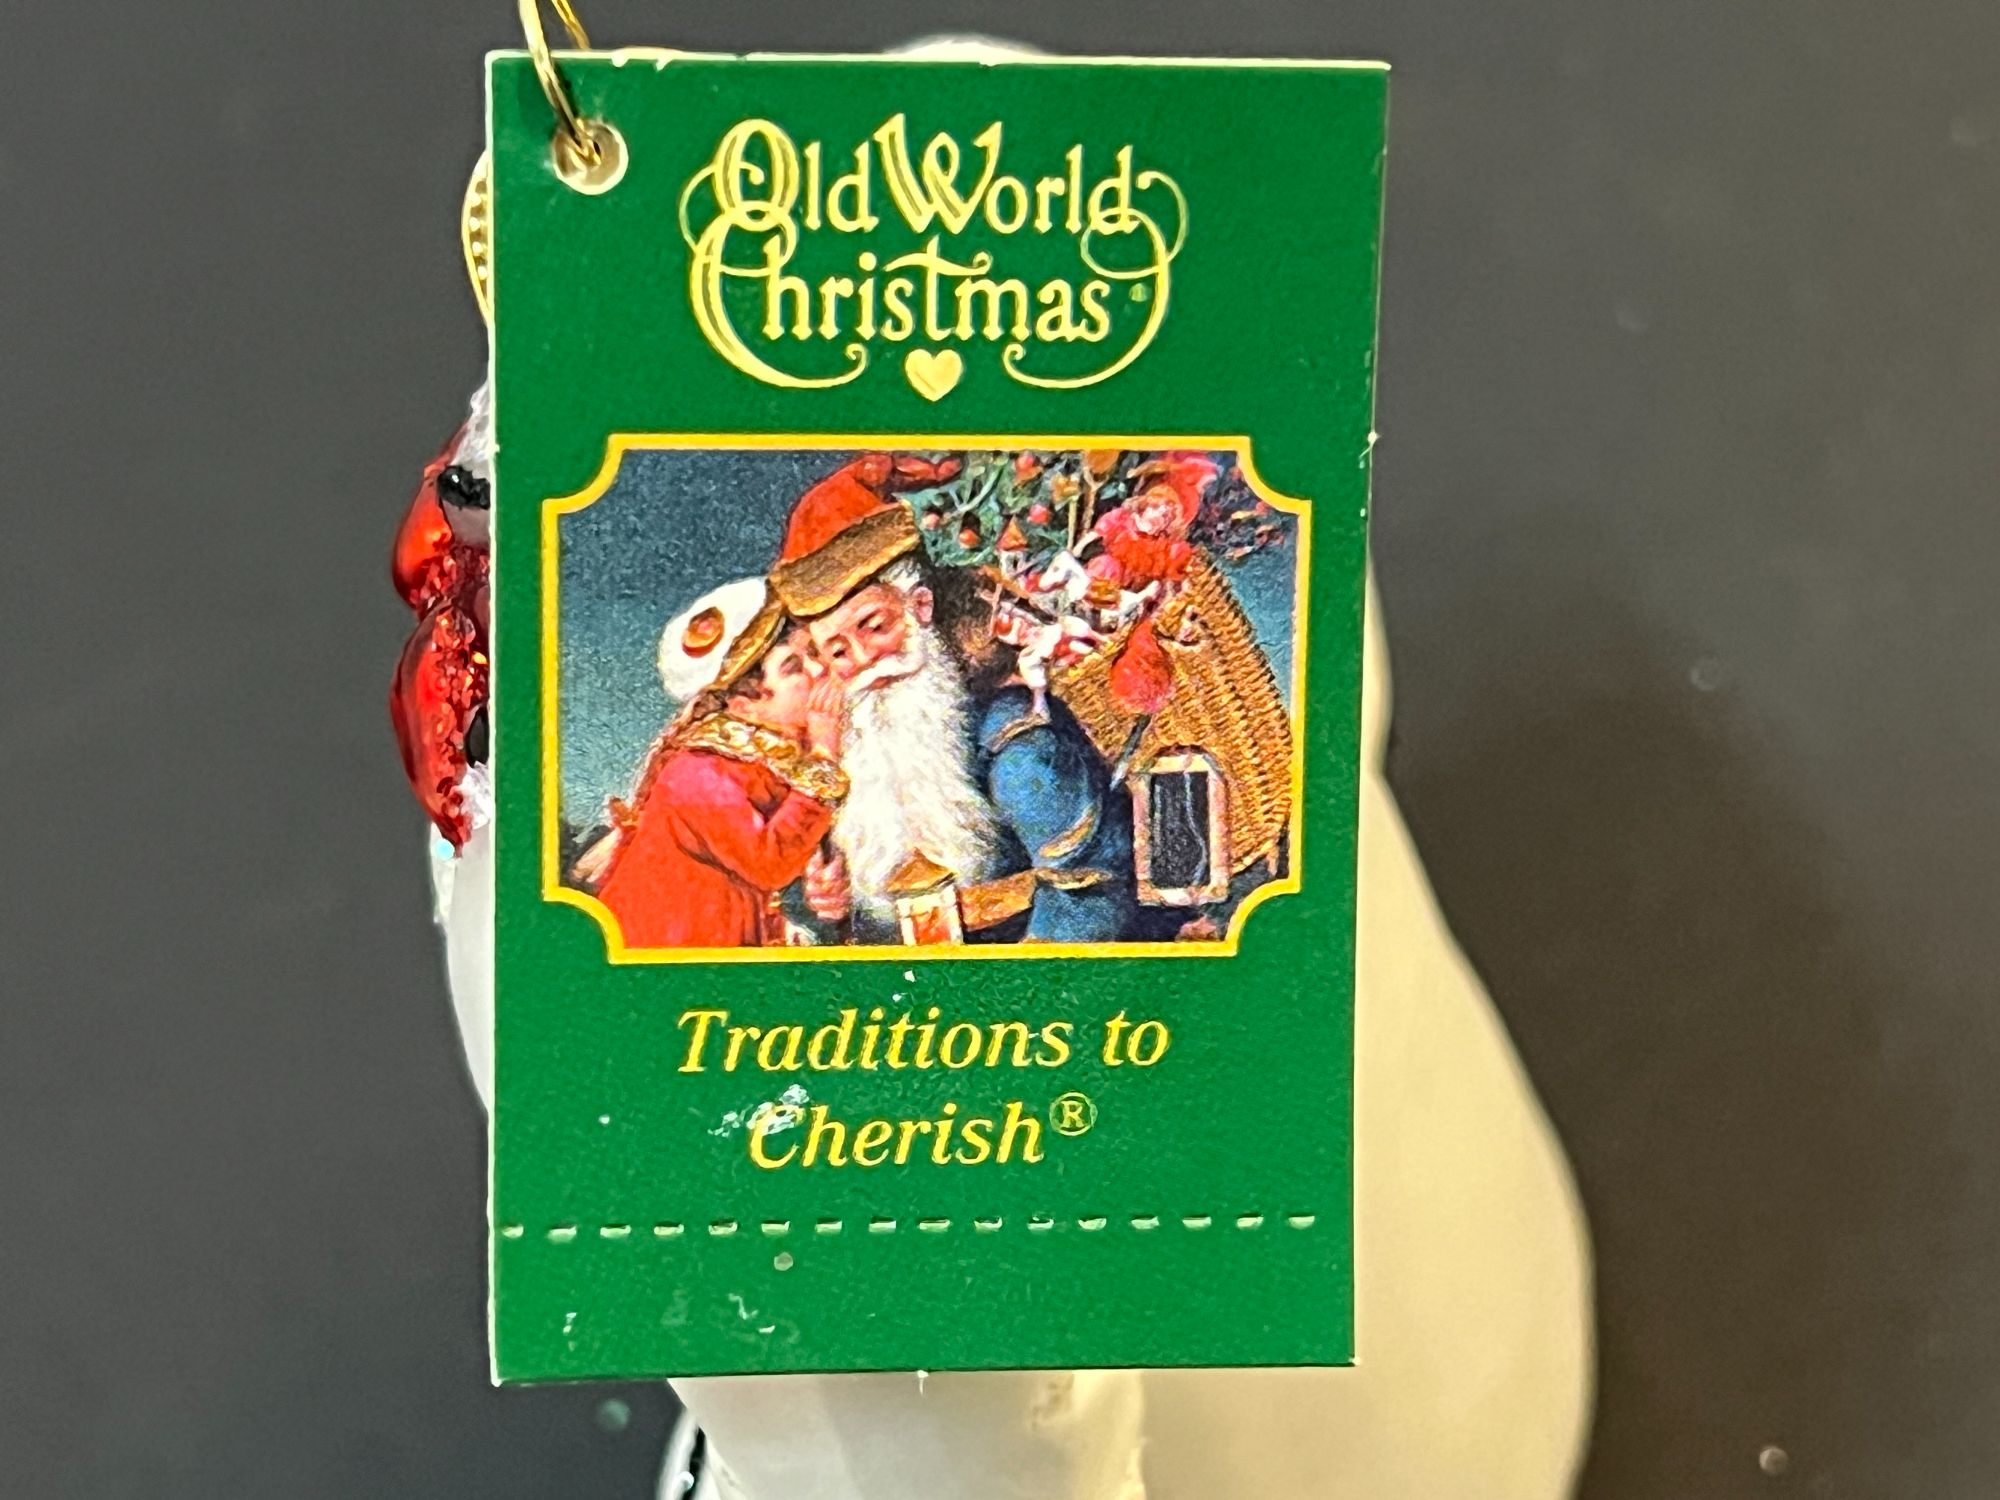 Old World
Christmas
Traditions to
Cherish®